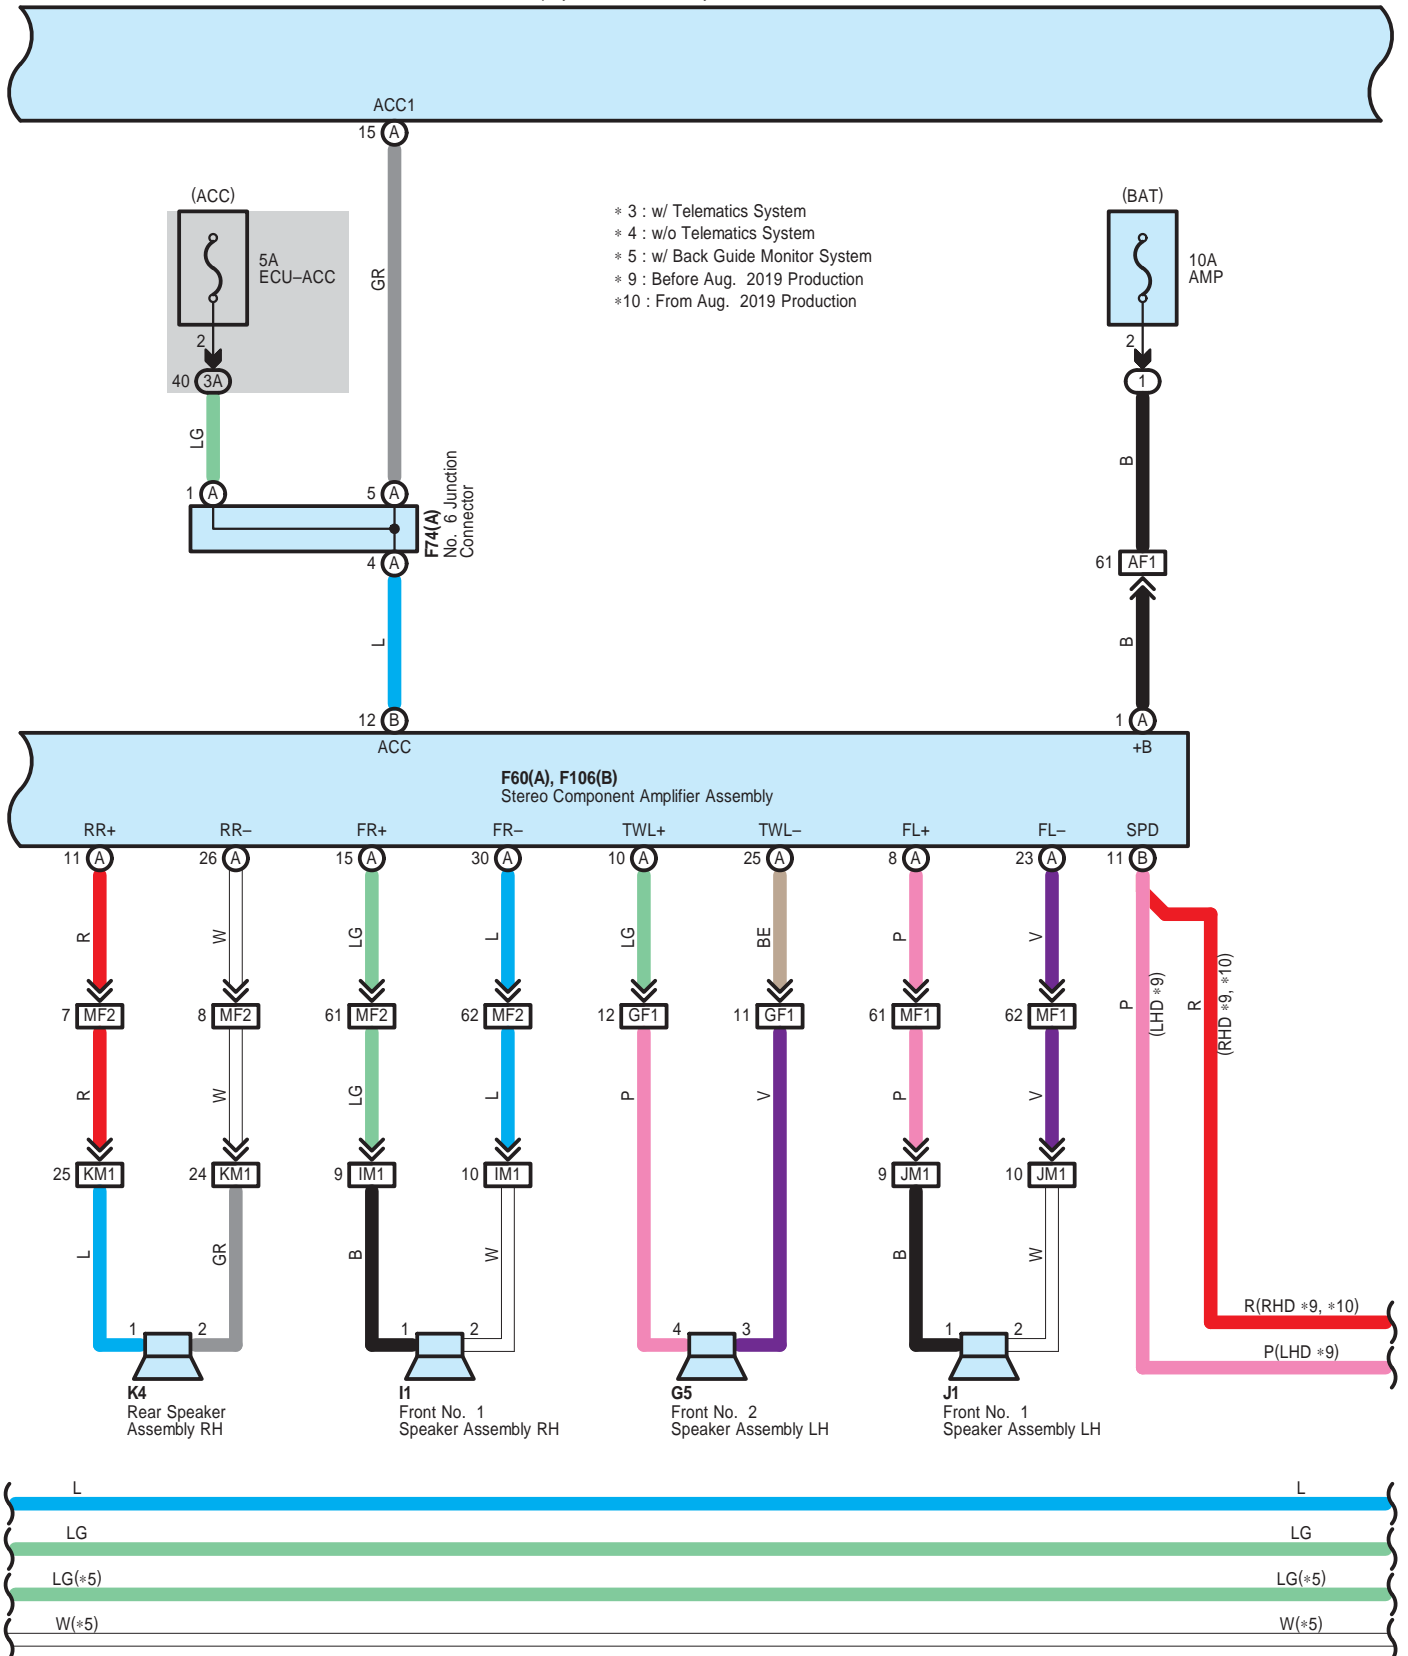 ACC1
15 A
(ACC)
5A
ECU–ACC
2
40 3A
LG
GR
∗ 3 : w/ Telematics System
∗ 4 : w/o Telematics System
∗ 5 : w/ Back Guide Monitor System
∗ 9 : Before Aug. 2019 Production
∗10 : From Aug. 2019 Production
(BAT)
10A
AMP
2
1
B
1 A
5 A
F74(A)
No. 6 Junction
Connector
4 A
61 AF1
L
B
12 B
1 A
ACC
+B
F60(A), F106(B)
Stereo Component Amplifier Assembly
RR+ RR– FR+ FR– TWL+ TWL– FL+ FL– SPD
11 A 26 A 15 A 30 A 10 A 25 A 8 A 23 A 11 B
R W LG L LG BE P V
P
(LHD ∗9)
R
(RHD ∗9, ∗10)
7 MF2 8 MF2 61 MF2 62 MF2 12 GF1 11 GF1 61 MF1 62 MF1
R W LG L P V P V
25 KM1 24 KM1 9 IM1 10 IM1 9 JM1 10 JM1
L GR B W B W
R(RHD ∗9, ∗10)
1 2 1 2 4 3 1 2
P(LHD ∗9)
K4
Rear Speaker
Assembly RH
I1
Front No. 1
Speaker Assembly RH
G5
Front No. 2
Speaker Assembly LH
J1
Front No. 1
Speaker Assembly LH
L L
LG LG
LG(∗5) LG(∗5)
W(∗5) W(∗5)